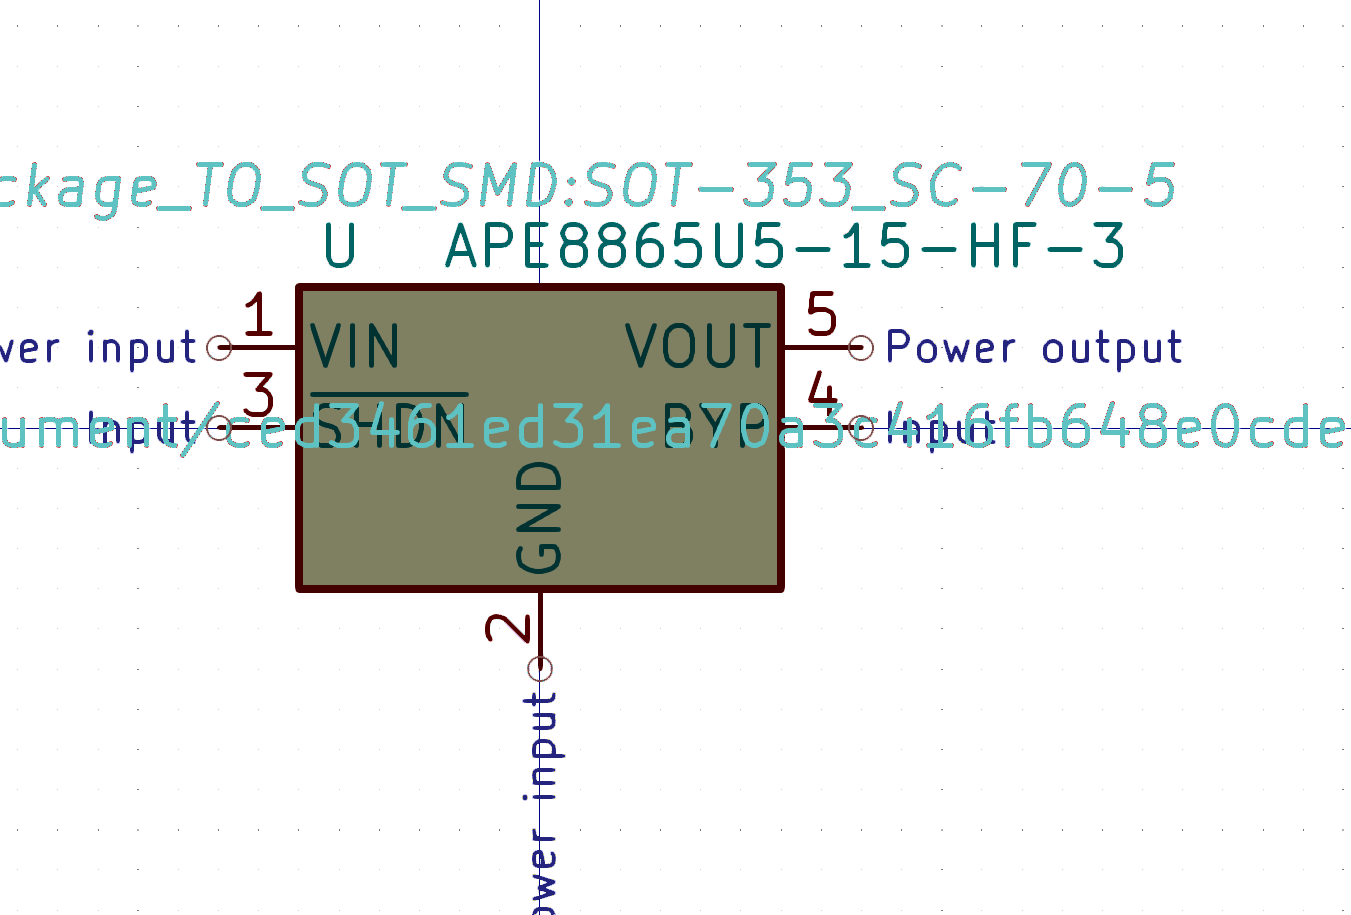 ckage_TO_SOT_SMD:SOT-353_SC-70-5
U APE8865U5-15-HF-3
1 5
wer input VIN VOUT Power output
3 4
Input SHDN BYP Input
ument/ced3461ed31ea70a3c416fb648e0cde
GND
2
ower input